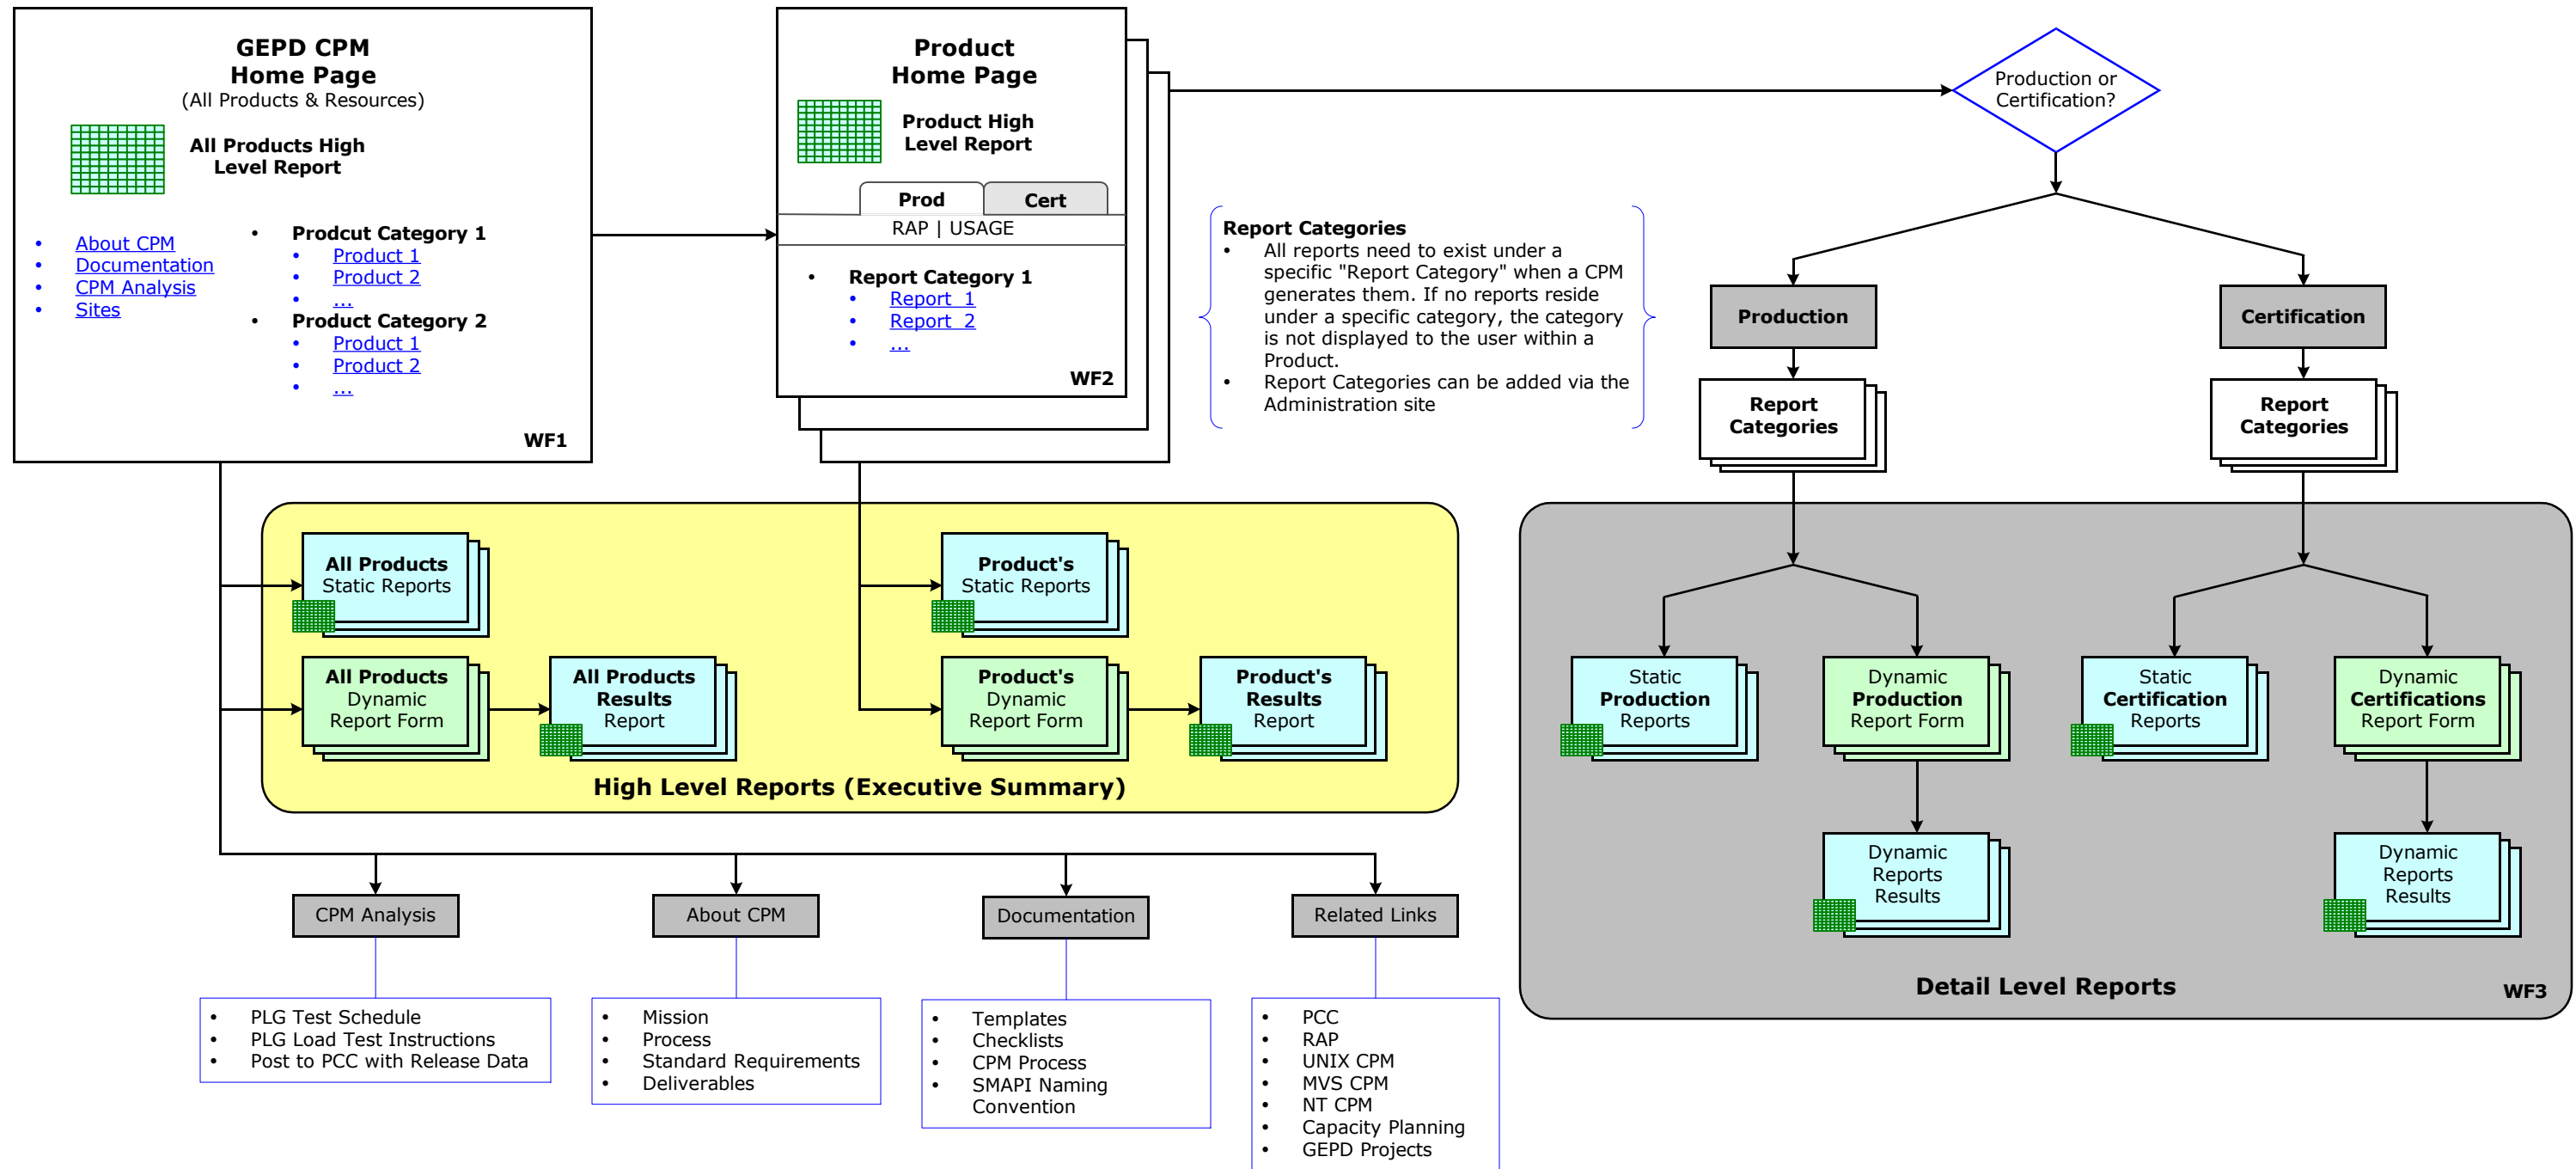 GEPD CPM
Home Page
(All Products & Resources)
All Products High
Level Report
• About CPM
• Documentation
• CPM Analysis
• Sites
• Prodcut Category 1
• Product 1
• Product 2
• ...
• Product Category 2
• Product 1
• Product 2
• ...
WF1
Product
Home Page
Product High
Level Report
Prod
Cert
RAP | USAGE
• Report Category 1
• Report 1
• Report 2
• ...
WF2
Report Categories
• All reports need to exist under a
specific "Report Category" when a CPM
generates them. If no reports reside
under a specific category, the category
is not displayed to the user within a
Product.
• Report Categories can be added via the
Administration site
Production or
Certification?
Production
Certification
Report
Categories
Report
Categories
All Products
Static Reports
Product's
Static Reports
All Products
Dynamic
Report Form
All Products
Results
Report
Product's
Dynamic
Report Form
Product's
Results
Report
High Level Reports (Executive Summary)
Static
Production
Reports
Dynamic
Production
Report Form
Static
Certification
Reports
Dynamic
Certifications
Report Form
Dynamic
Reports
Results
Dynamic
Reports
Results
Detail Level Reports
WF3
CPM Analysis
About CPM
Documentation
Related Links
• PLG Test Schedule
• PLG Load Test Instructions
• Post to PCC with Release Data
• Mission
• Process
• Standard Requirements
• Deliverables
• Templates
• Checklists
• CPM Process
• SMAPI Naming
Convention
• PCC
• RAP
• UNIX CPM
• MVS CPM
• NT CPM
• Capacity Planning
• GEPD Projects